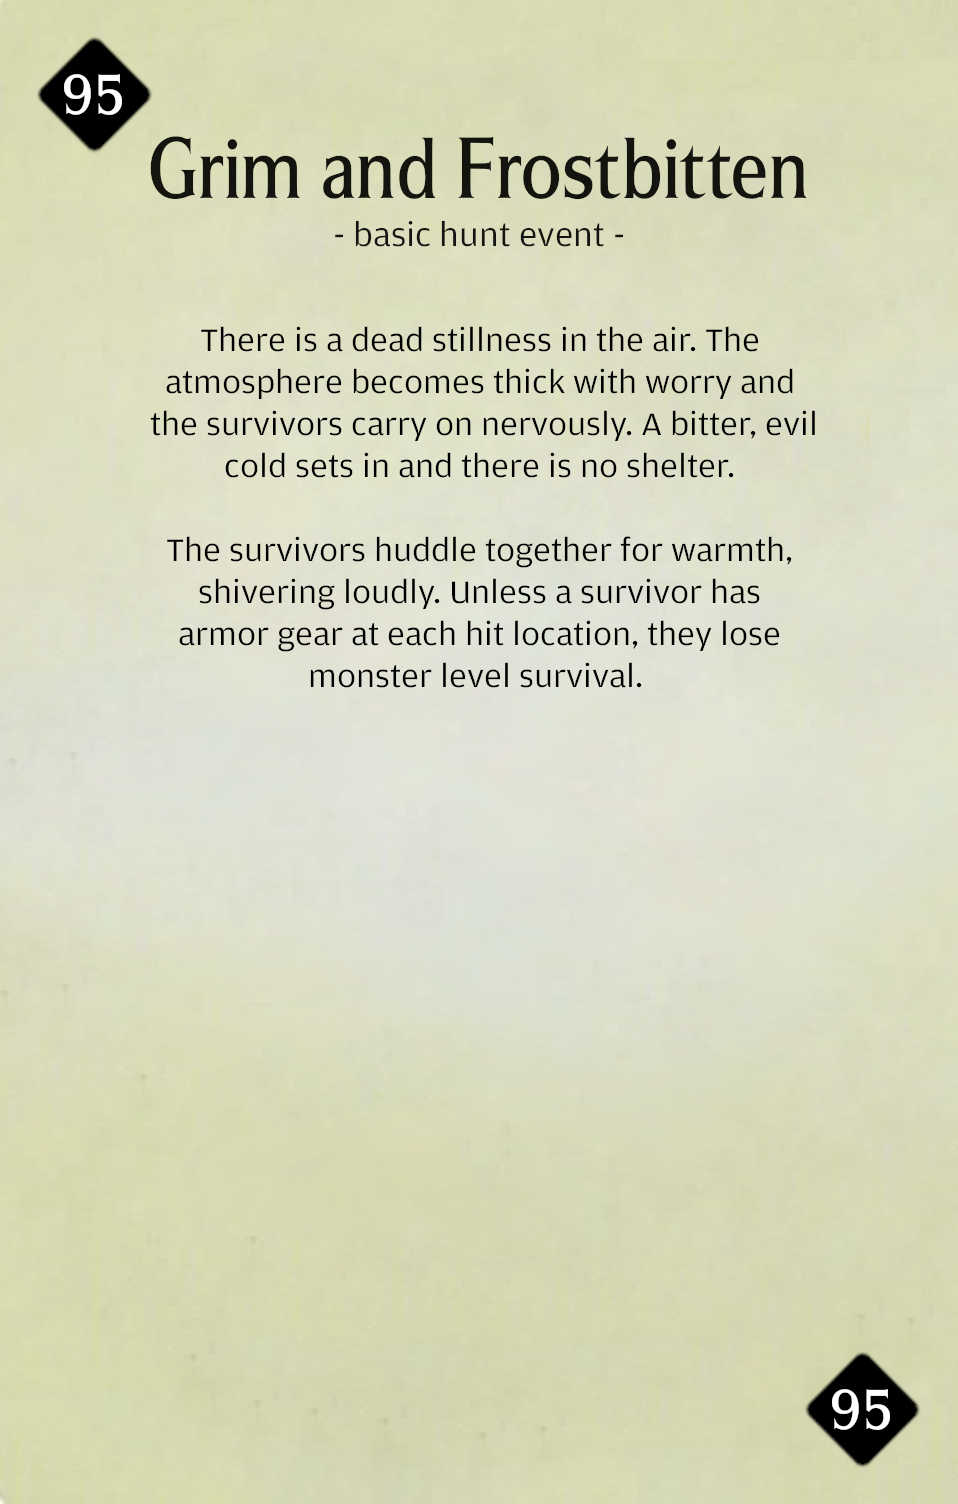 95
Grim and Frostbitten
- basic hunt event -
There is a dead stillness in the air. The
atmosphere becomes thick with worry and
the survivors carry on nervously. A bitter, evil
cold sets in and there is no shelter.
The survivors huddle together for warmth,
shivering loudly. Unless a survivor has
armor gear at each hit location, they lose
monster level survival.
95